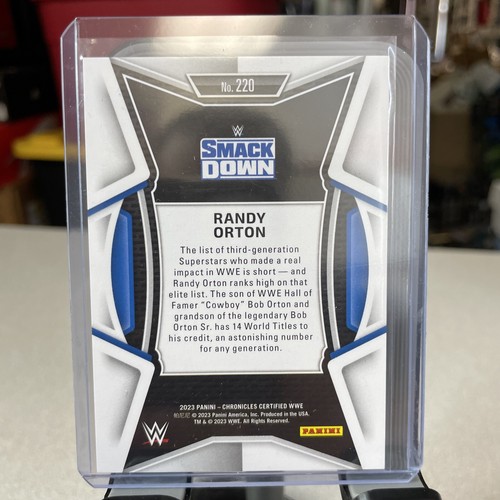 No. 220
W
SMACK
DOWN
RANDY
ORTON
The list of third-generation
Superstars who made a real
impact in WWE is short — and
Randy Orton ranks high on that
elite list. The son of WWE Hall of
Famer "Cowboy" Bob Orton and
grandson of the legendary Bob
Orton Sr. has 14 World Titles to
his credit, an astonishing number
for any generation.
2023 PANINI – CHRONICLES CERTIFIED WWE
© 2023 Panini America, Inc. Produced in the USA.
TM & © 2023 WWE. All Rights Reserved.
W
PANINI